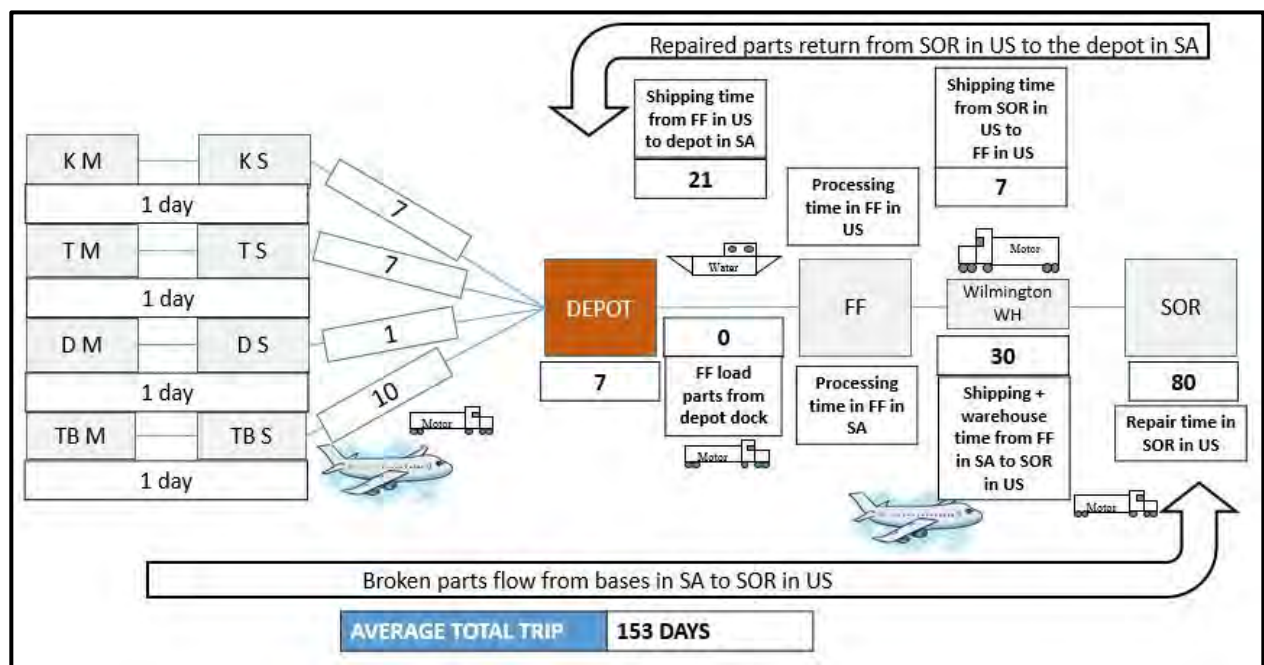 Repaired parts return from SOR in US to the depot in SA
Shipping time
from FF in US
to depot in SA
21
Shipping time
from SOR in
US to
FF in US
7
Processing
time in FF in
US
K M
K S
1 day
7
T M
T S
1 day
7
D M
D S
1 day
1
TB M
TB S
1 day
10
Motor
DEPOT
7
Water
0
FF load
parts from
depot dock
Motor
FF
Processing
time in FF in
SA
Motor
Wilmington
WH
30
Shipping +
warehouse
time from FF
in SA to SOR
in US
SOR
80
Repair time in
SOR in US
Motor
Broken parts flow from bases in SA to SOR in US
AVERAGE TOTAL TRIP
153 DAYS